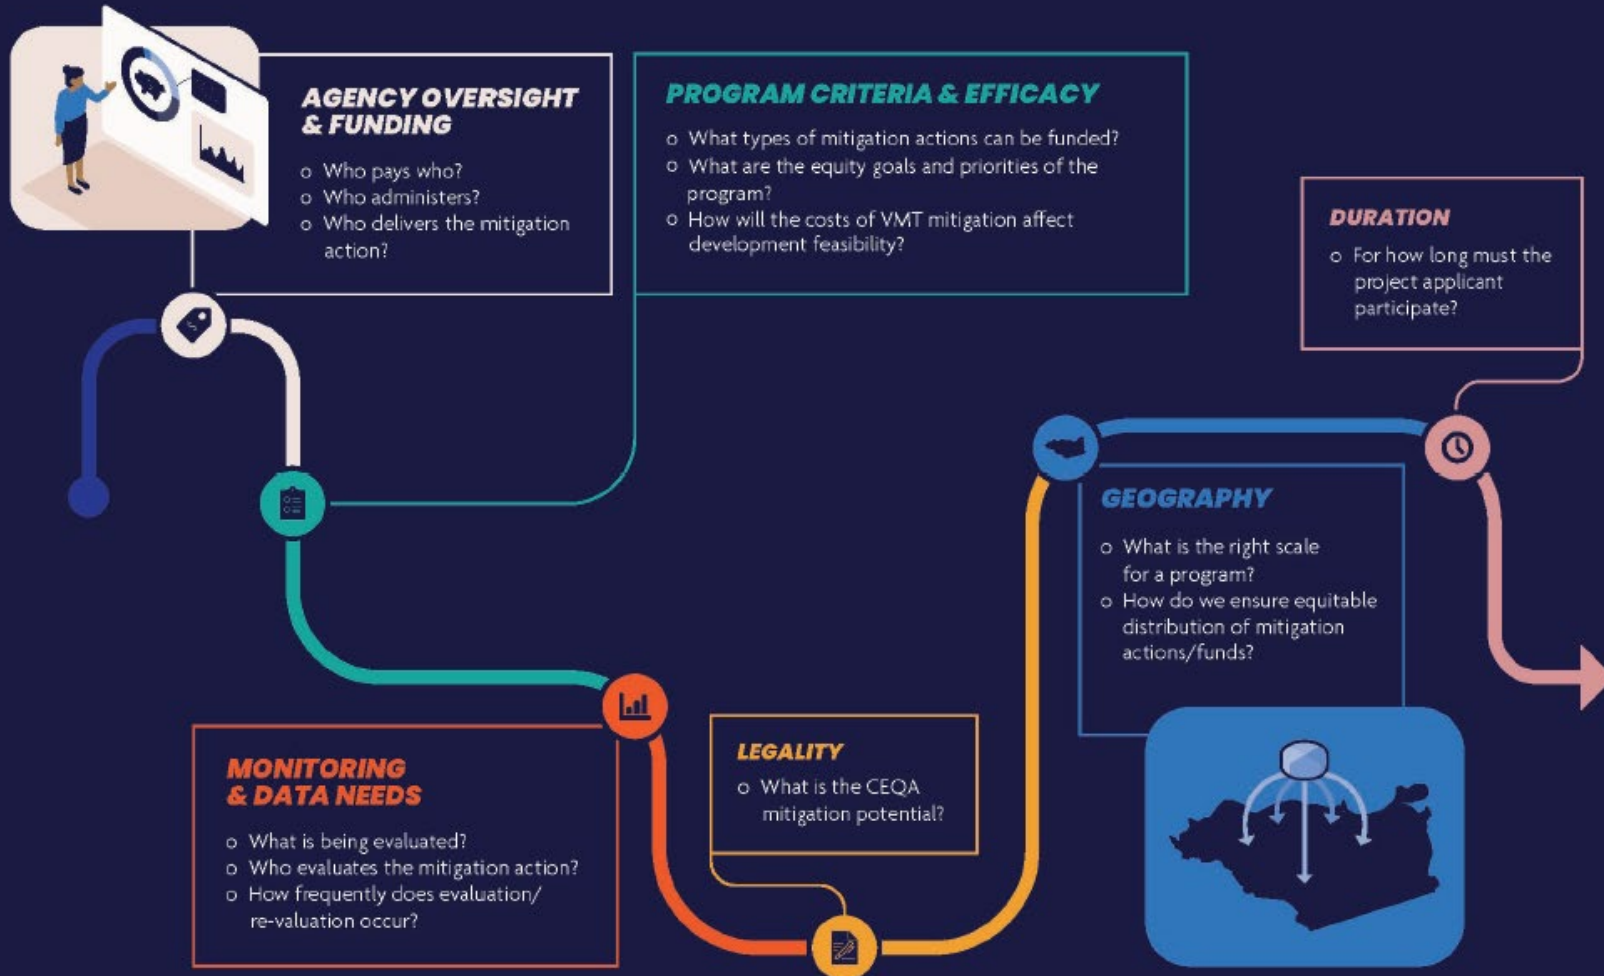 AGENCY OVERSIGHT
& FUNDING
o Who pays who?
o Who administers?
o Who delivers the mitigation
action?
PROGRAM CRITERIA & EFFICACY
o What types of mitigation actions can be funded?
o What are the equity goals and priorities of the
program?
o How will the costs of VMT mitigation affect
development feasibility?
MONITORING
& DATA NEEDS
o What is being evaluated?
o Who evaluates the mitigation action?
o How frequently does evaluation/
re-valuation occur?
LEGALITY
o What is the CEQA
mitigation potential?
GEOGRAPHY
o What is the right scale
for a program?
o How do we ensure equitable
distribution of mitigation
actions/funds?
DURATION
o For how long must the
project applicant
participate?